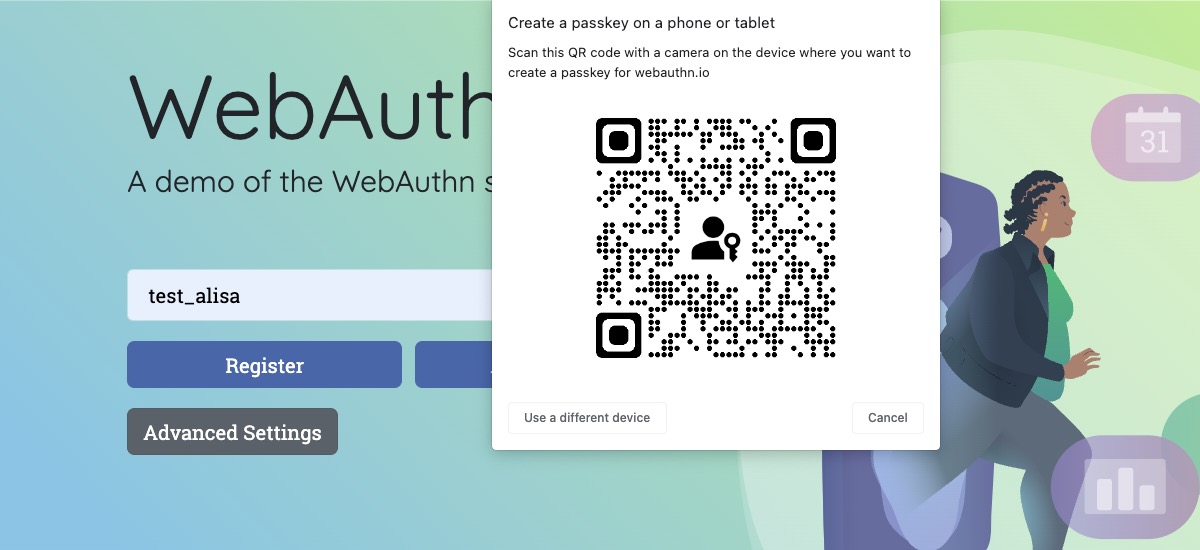 Create a passkey on a phone or tablet
Scan this QR code with a camera on the device where you want to
create a passkey for webauthn.io
WebAuth
A demo of the WebAuthn s
31
test_alisa
Register
Advanced Settings
Use a different device
Cancel